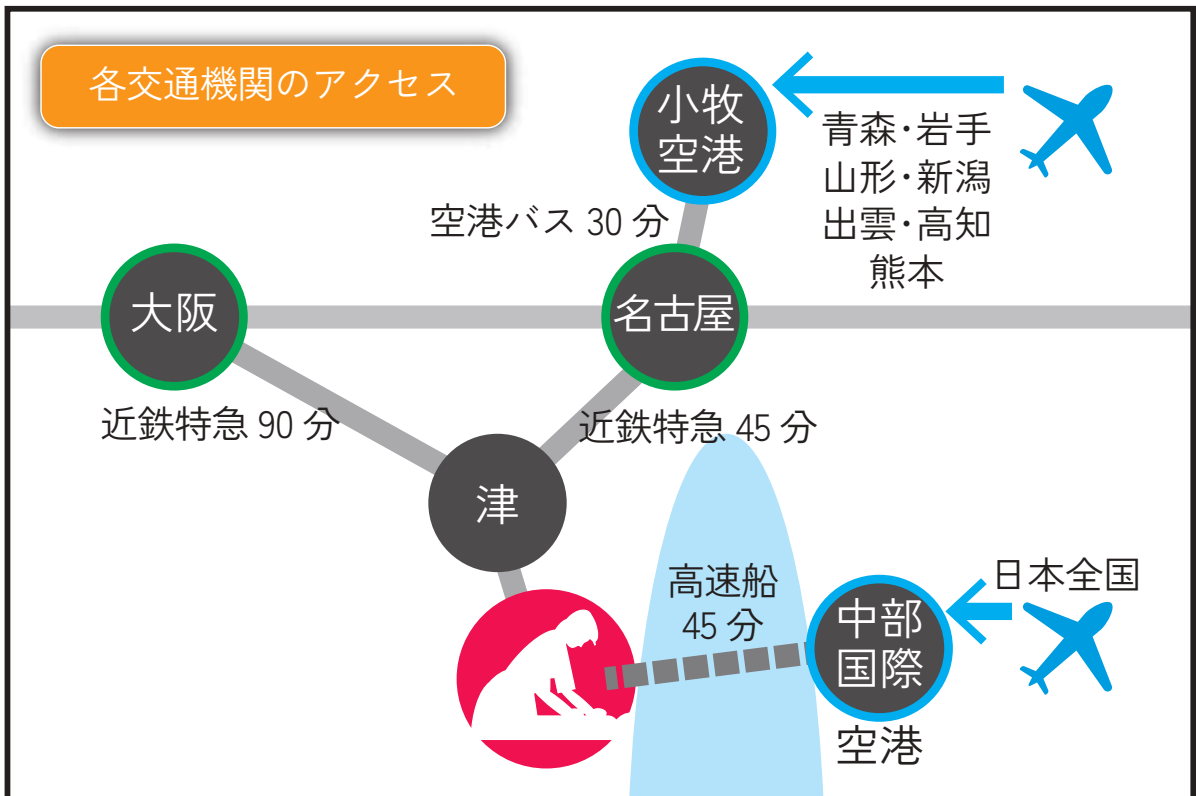 各交通機関のアクセス
小牧
空港
青森・岩手
山形・新潟
出雲・高知
熊本
空港バス 30 分
大阪
名古屋
近鉄特急 90 分
近鉄特急 45 分
津
高速船
45 分
日本全国
中部
国際
空港